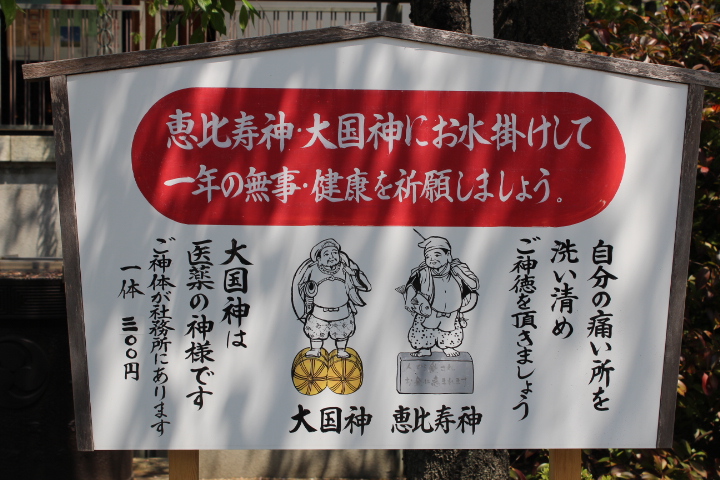 恵比寿神・大国神にお水掛けして
一年の無事・健康を祈願しましょう。
自分の痛い所を
洗い清め
ご神徳を頂きましょう
恵比寿神
大国神
大国神は
医薬の神様です
ご神体が社務所にあります
一体 三〇〇円